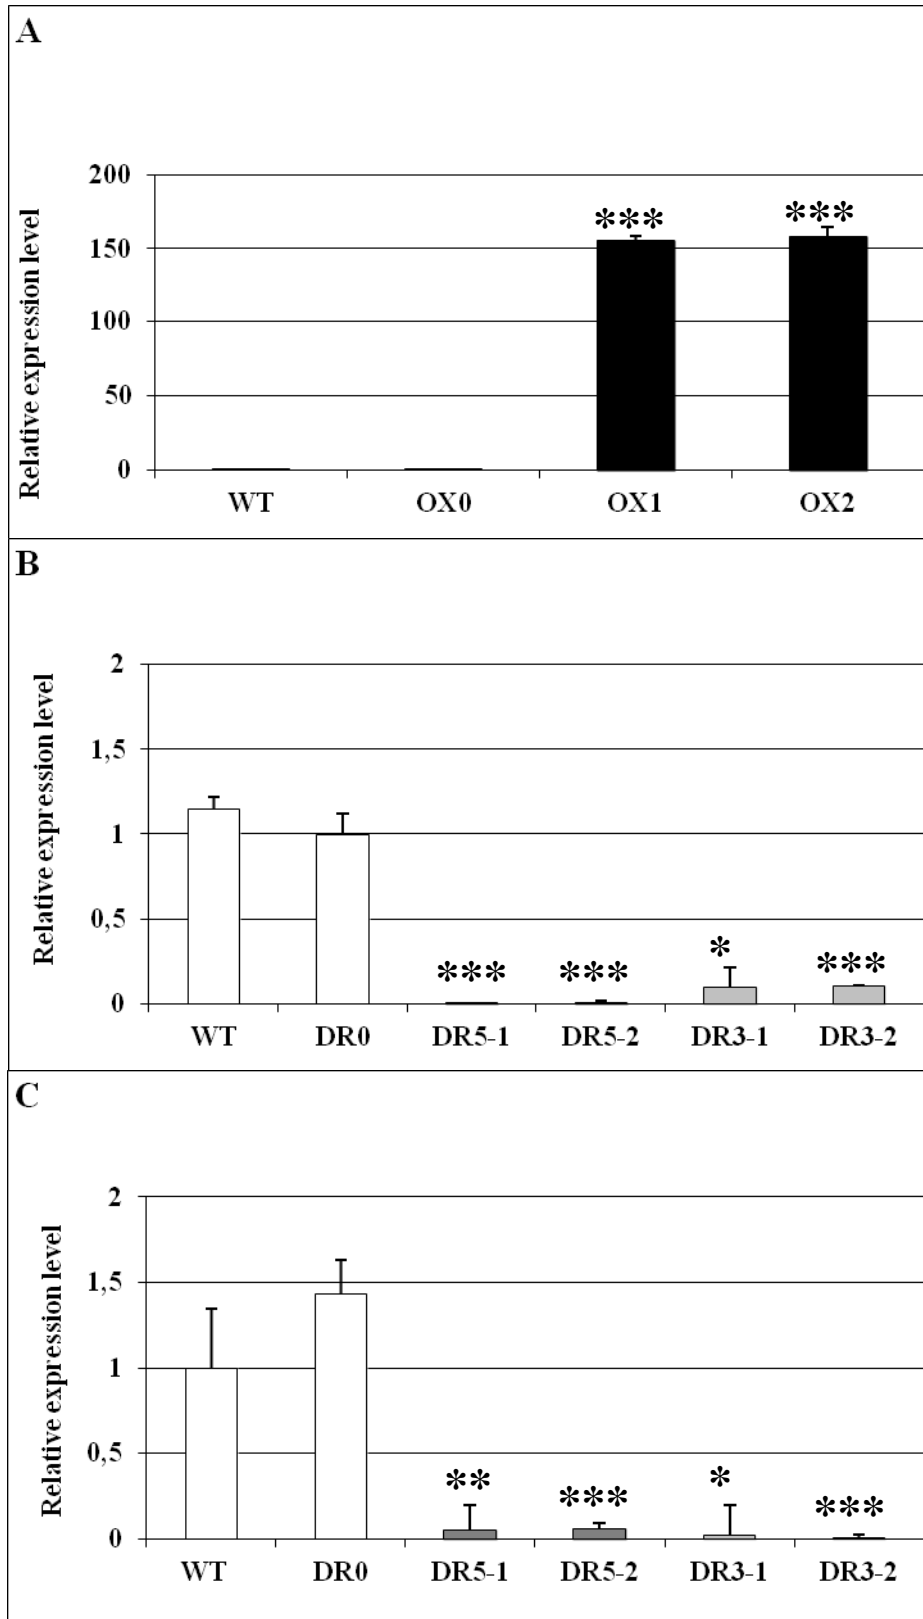 A
Relative expression level
200
150
100
50
0
***
***
WT OX0 OX1 OX2
B
Relative expression level
2
1,5
1
0,5
0
*** *** * ***
WT DR0 DR5-1 DR5-2 DR3-1 DR3-2
C
Relative expression level
2
1,5
1
0,5
0
** *** * ***
WT DR0 DR5-1 DR5-2 DR3-1 DR3-2